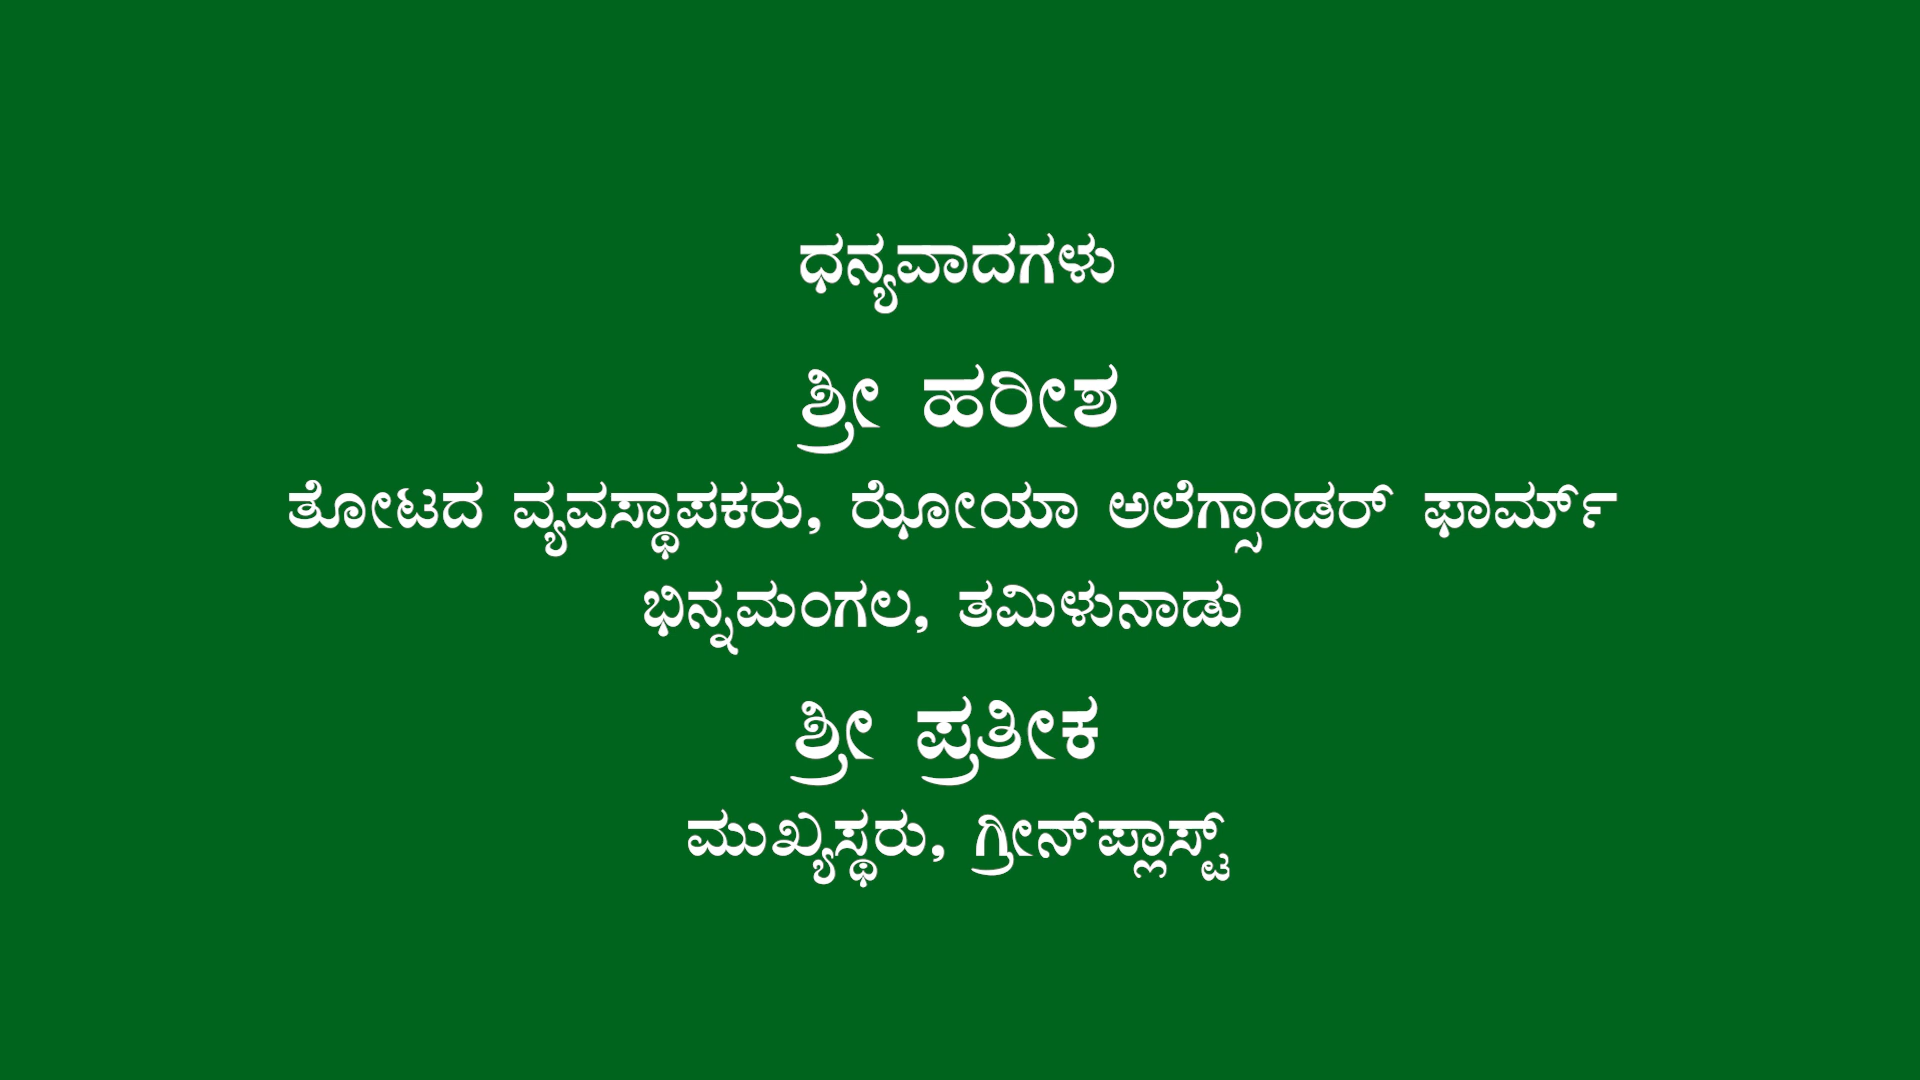 ಧನ್ಯವಾದಗಳು
ಶ್ರೀ ಹರೀಶ
ತೋಟದ ವ್ಯವಸ್ಥಾಪಕರು, ಝೋಯಾ ಅಲೆಗ್ಸಾಂಡರ್ ಫಾರ್ಮ್
ಭಿನ್ನಮಂಗಲ, ತಮಿಳುನಾಡು
ಶ್ರೀ ಪ್ರತೀಕ
ಮುಖ್ಯಸ್ಥರು, ಗ್ರೀನ್‌ಪ್ಲಾಸ್ಟ್